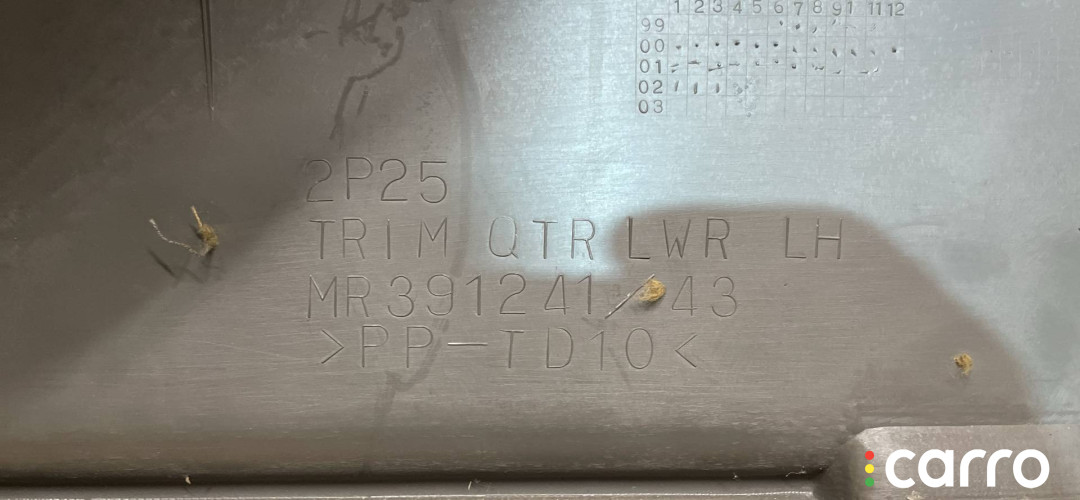 1 2 3 4 5 6 7 8 9 1 11 12
99
00
01
02
03
2P25
TRIM QTR LWR LH
MR391241/43
>PP-TD10<
carro